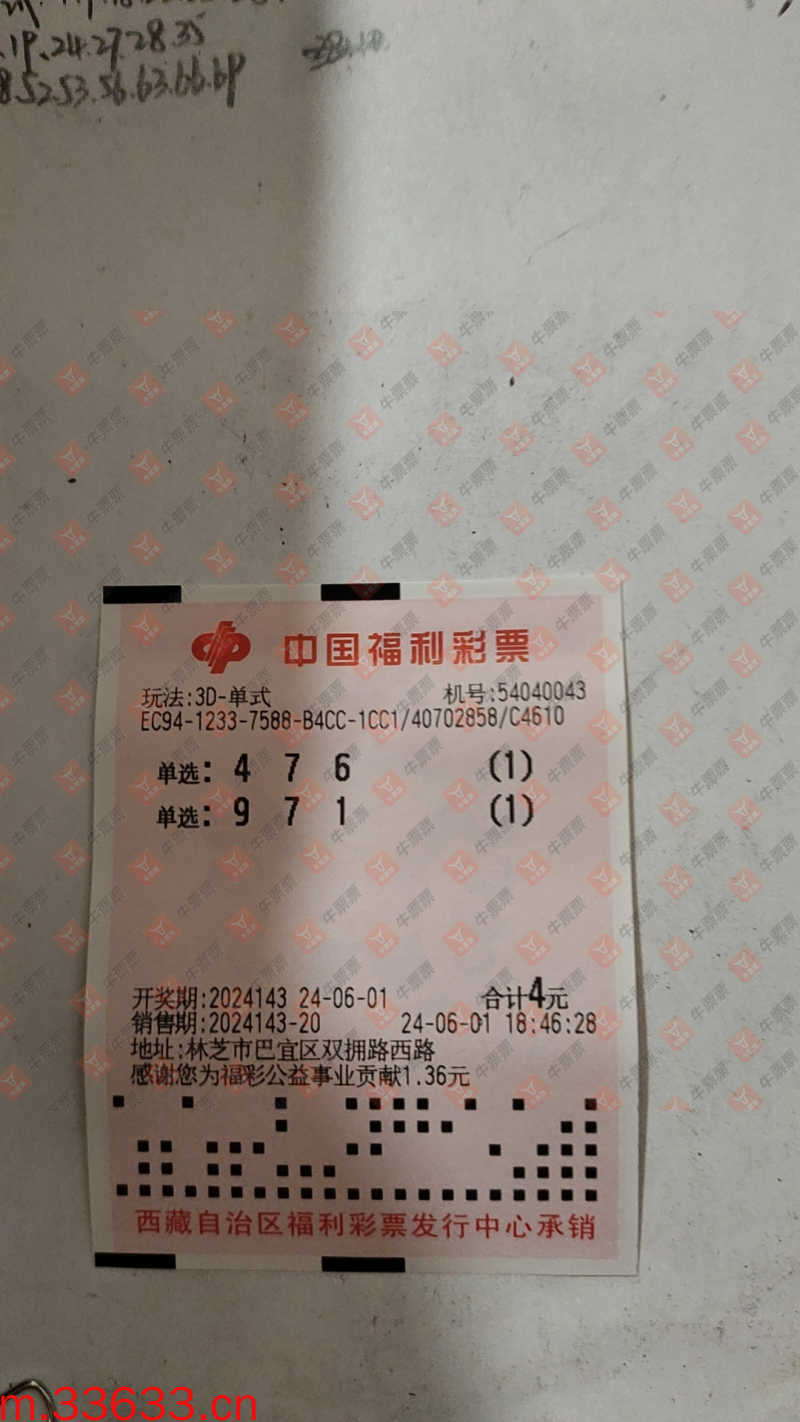 .19.24.27.28.35
8.52.53.56.63.66.69
中国福利彩票
玩法:3D-单式 机号:54040043
EC94-1233-7588-B4CC-1CC1/40702858/C4610
单选: 4 7 6 (1)
单选: 9 7 1 (1)
开奖期:2024143 24-06-01 合计4元
销售期:2024143-20 24-06-01 18:46:28
地址:林芝市巴宜区双拥路西路
感谢您为福彩公益事业贡献1.36元
西藏自治区福利彩票发行中心承销
牛票票
m.33633.cn